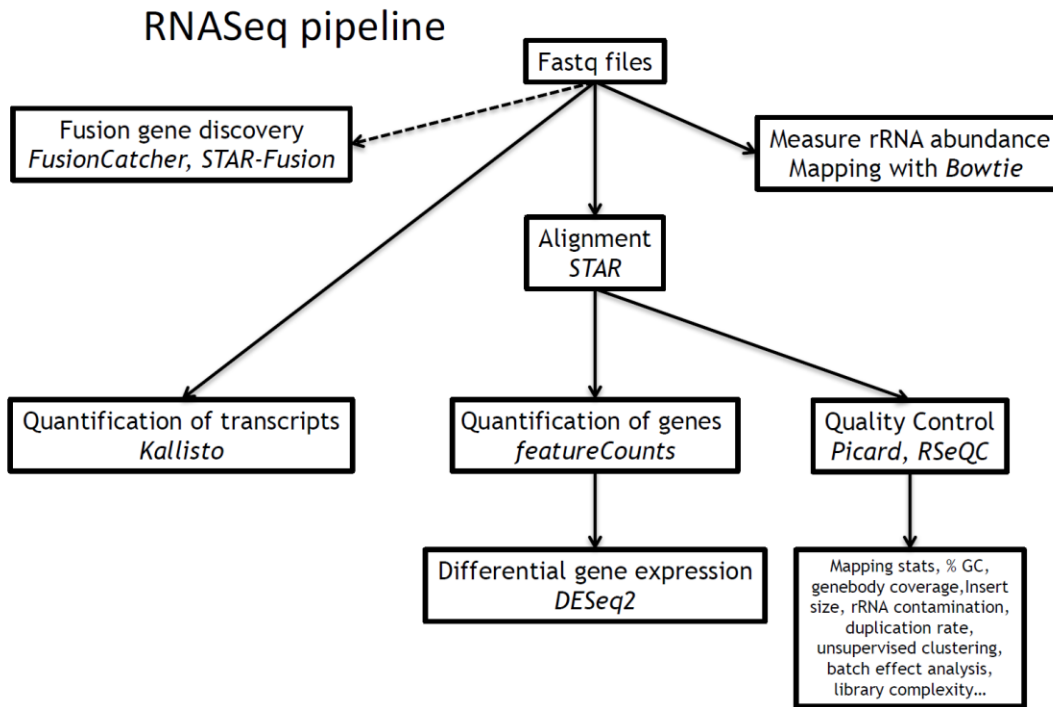 RNASeq pipeline
Fastq files
Fusion gene discovery
FusionCatcher, STAR-Fusion
Measure rRNA abundance
Mapping with Bowtie
Alignment
STAR
Quantification of transcripts
Kallisto
Quantification of genes
featureCounts
Quality Control
Picard, RSeQC
Differential gene expression
DESeq2
Mapping stats, % GC,
genebody coverage,Insert
size, rRNA contamination,
duplication rate,
unsupervised clustering,
batch effect analysis,
library complexity…